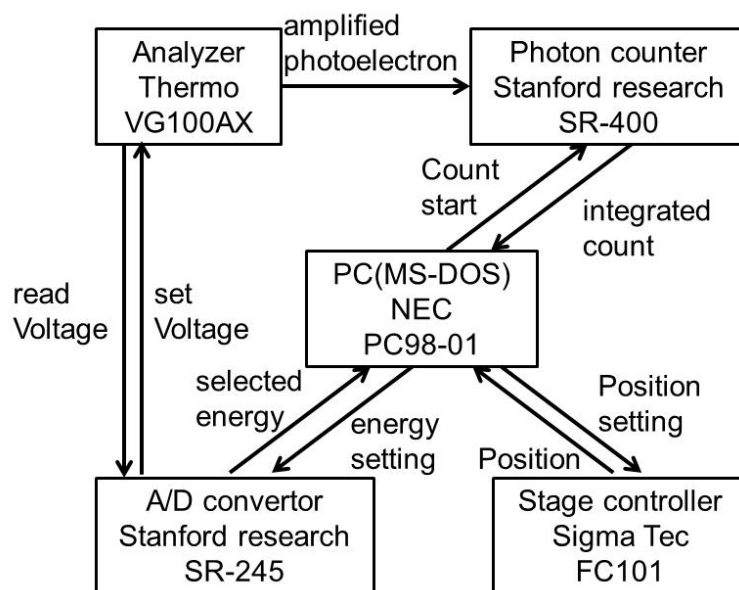 Analyzer
Thermo
VG100AX
amplified
photoelectron
Photon counter
Stanford research
SR-400
Count
start
integrated
count
PC(MS-DOS)
NEC
PC98-01
read
Voltage
set
Voltage
selected
energy
energy
setting
Position
setting
Position
A/D convertor
Stanford research
SR-245
Stage controller
Sigma Tec
FC101